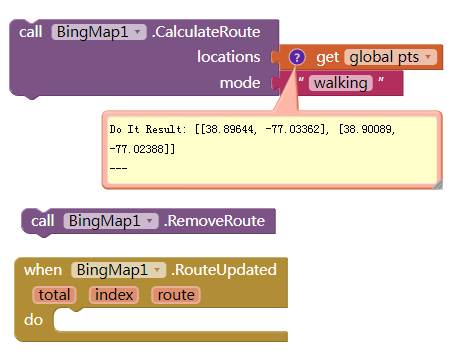 call BingMap1 .CalculateRoute
locations ? get global pts
mode " walking "
Do It Result: [[38.89644, -77.03362], [38.90089,
-77.02388]]
---
call BingMap1 .RemoveRoute
when BingMap1 .RouteUpdated
total index route
do